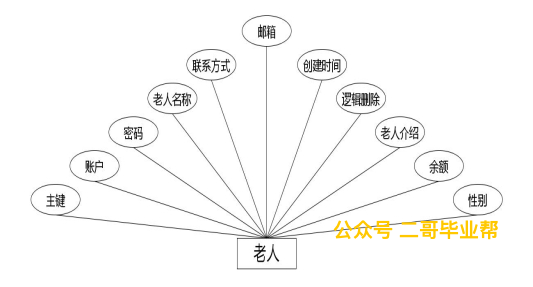 邮箱
联系方式
创建时间
老人名称
逻辑删除
密码
老人介绍
账户
余额
主键
性别
公众号 二哥毕业帮
老人